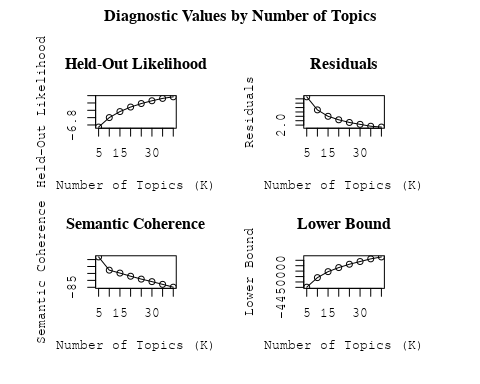 Diagnostic Values by Number of Topics
Held-Out Likelihood
Held-Out Likelihood
-6.8
5 15 30
Number of Topics (K)
Residuals
Residuals
2.0
5 15 30
Number of Topics (K)
Semantic Coherence
Semantic Coherence
-85
5 15 30
Number of Topics (K)
Lower Bound
Lower Bound
-4450000
5 15 30
Number of Topics (K)